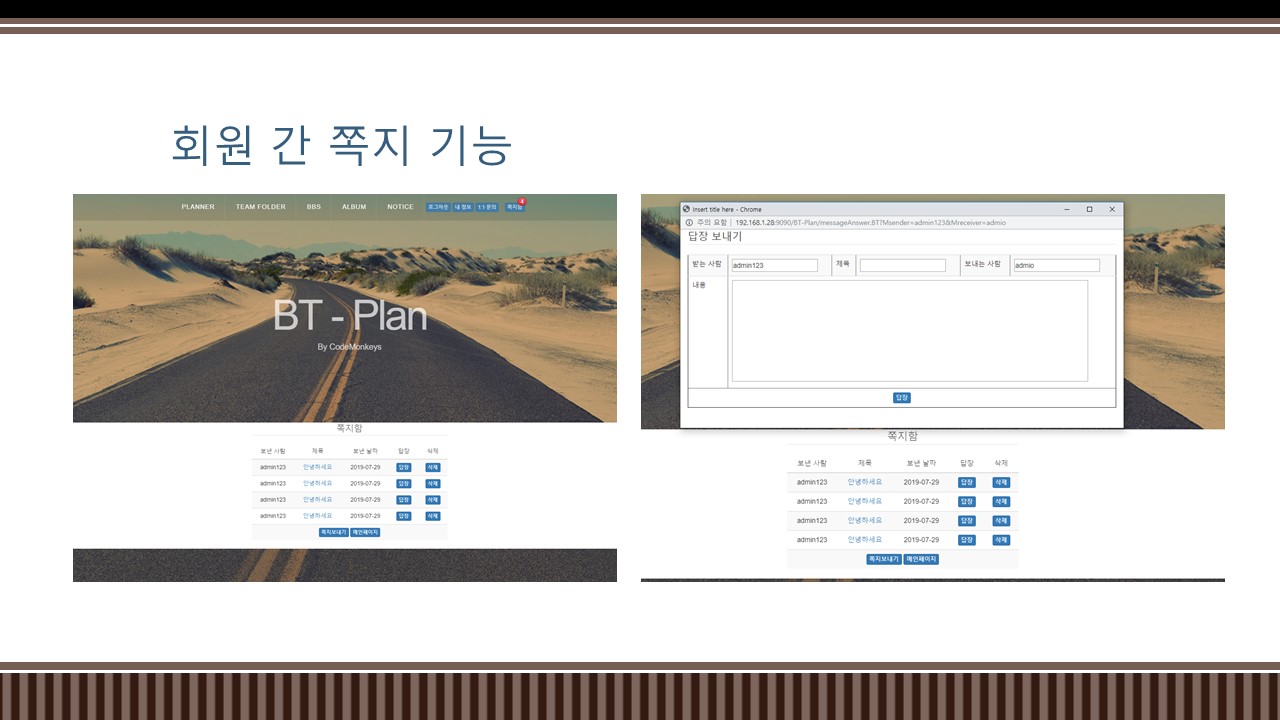 회원 간 쪽지 기능
PLANNER TEAM FOLDER BBS ALBUM NOTICE 로그아웃 내 정보 1:1 문의 쪽지함 4
BT - Plan
By CodeMonkeys
쪽지함
보낸 사람 제목 보낸 날짜 답장 삭제
admin123 안녕하세요 2019-07-29 답장 삭제
admin123 안녕하세요 2019-07-29 답장 삭제
admin123 안녕하세요 2019-07-29 답장 삭제
admin123 안녕하세요 2019-07-29 답장 삭제
쪽지보내기 메인페이지
Insert title here - Chrome
주의 요함 192.168.1.28:9090/BT-Plan/messageAnswer.BT?Msender=admin123&Mreceiver=admio
답장 보내기
받는 사람 admin123 제목 보내는 사람 admio
내용
답장
쪽지함
보낸 사람 제목 보낸 날짜 답장 삭제
admin123 안녕하세요 2019-07-29 답장 삭제
admin123 안녕하세요 2019-07-29 답장 삭제
admin123 안녕하세요 2019-07-29 답장 삭제
admin123 안녕하세요 2019-07-29 답장 삭제
쪽지보내기 메인페이지